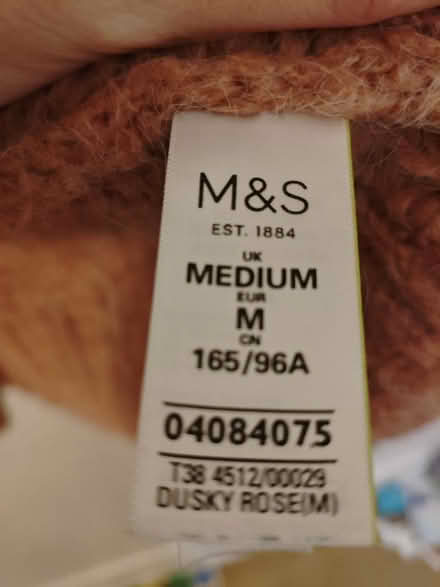 M&S
EST. 1884
UK
MEDIUM
EUR
M
CN
165/96A
04084075
T38 4512/00029
DUSKY ROSE(M)